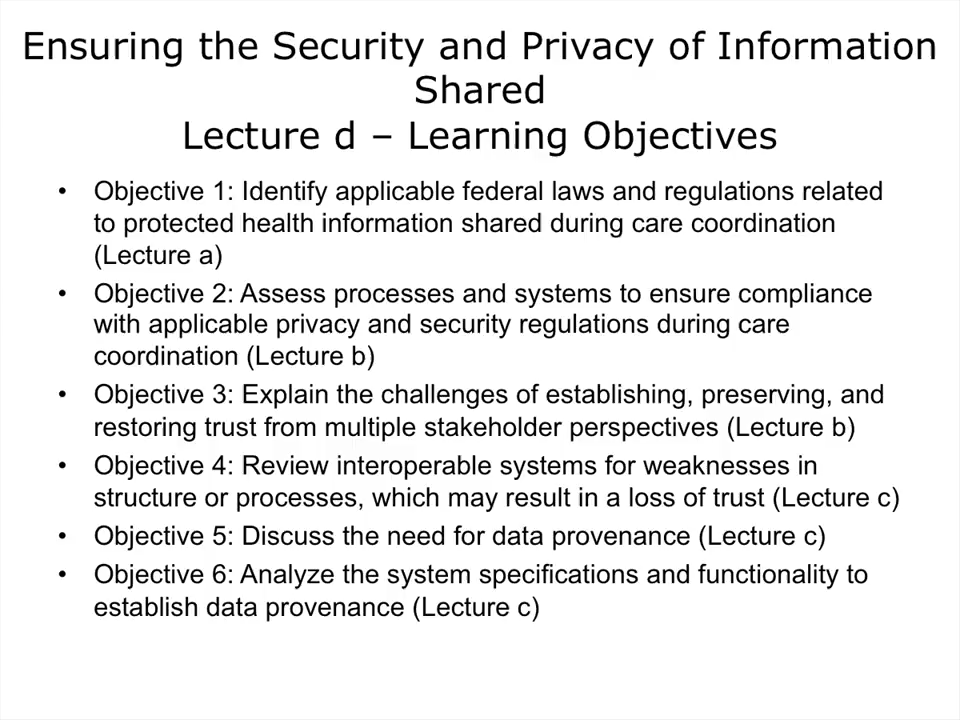 Ensuring the Security and Privacy of Information
Shared
Lecture d – Learning Objectives
• Objective 1: Identify applicable federal laws and regulations related
to protected health information shared during care coordination
(Lecture a)
• Objective 2: Assess processes and systems to ensure compliance
with applicable privacy and security regulations during care
coordination (Lecture b)
• Objective 3: Explain the challenges of establishing, preserving, and
restoring trust from multiple stakeholder perspectives (Lecture b)
• Objective 4: Review interoperable systems for weaknesses in
structure or processes, which may result in a loss of trust (Lecture c)
• Objective 5: Discuss the need for data provenance (Lecture c)
• Objective 6: Analyze the system specifications and functionality to
establish data provenance (Lecture c)